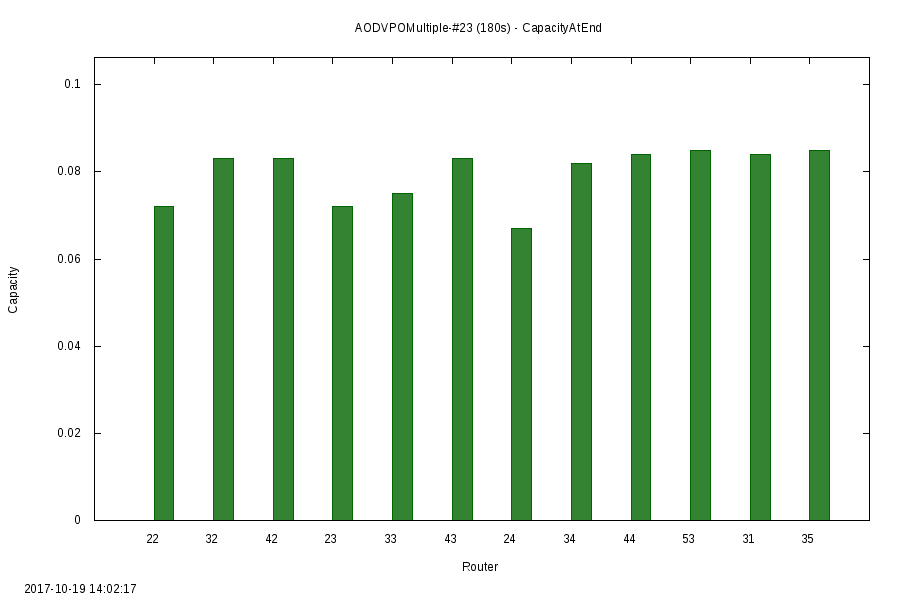 AODVPOMultiple-#23 (180s) - CapacityAtEnd
0.1
0.08
0.06
0.04
0.02
0
Capacity
22 32 42 23 33 43 24 34 44 53 31 35
Router
2017-10-19 14:02:17